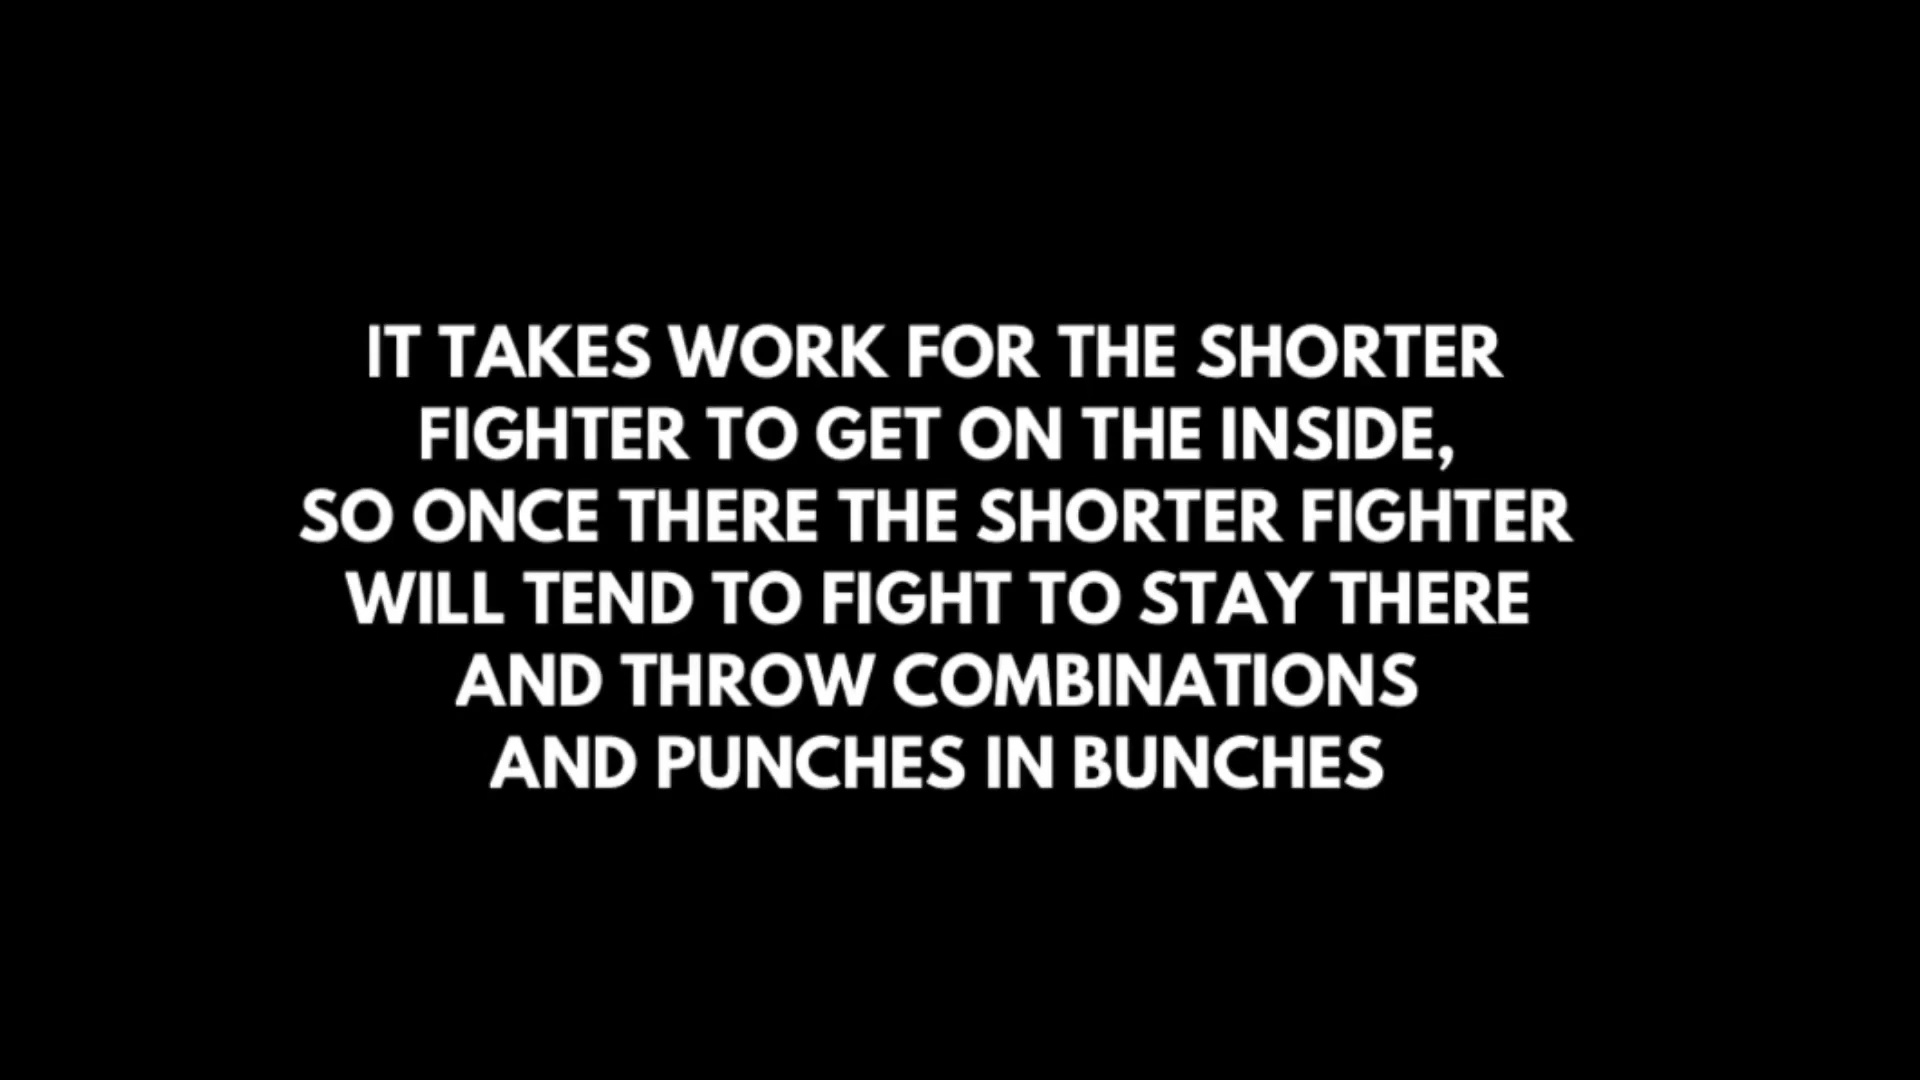 IT TAKES WORK FOR THE SHORTER
FIGHTER TO GET ON THE INSIDE,
SO ONCE THERE THE SHORTER FIGHTER
WILL TEND TO FIGHT TO STAY THERE
AND THROW COMBINATIONS
AND PUNCHES IN BUNCHES